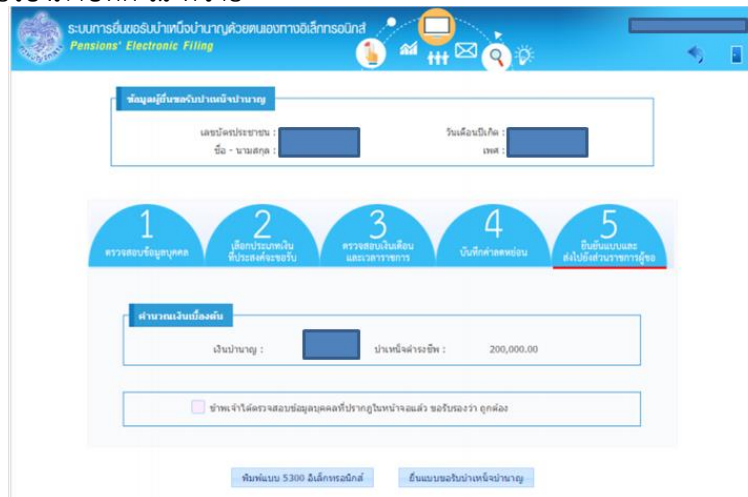 ระบบการยื่นขอรับบำเหน็จบำนาญด้วยตนเองทางอิเล็กทรอนิกส์
Pensions' Electronic Filing
ข้อมูลผู้ยื่นขอรับบำเหน็จบำนาญ
เลขบัตรประชาชน : วันเดือนปีเกิด :
ชื่อ - นามสกุล : เพศ :
1 2 3 4 5
ตรวจสอบข้อมูลบุคคล เลือกประเภทเงิน ตรวจสอบเงินเดือน บันทึกค่าลดหย่อน ยืนยันแบบและ
ที่ประสงค์จะขอรับ และเวลาราชการ ส่งไปยังส่วนราชการผู้ขอ
คำนวณเงินเบื้องต้น
เงินบำนาญ : บำเหน็จดำรงชีพ : 200,000.00
ข้าพเจ้าได้ตรวจสอบข้อมูลบุคคลที่ปรากฏในหน้าจอแล้ว ขอรับรองว่า ถูกต้อง
พิมพ์แบบ 5300 อิเล็กทรอนิกส์ ยื่นแบบขอรับบำเหน็จบำนาญ